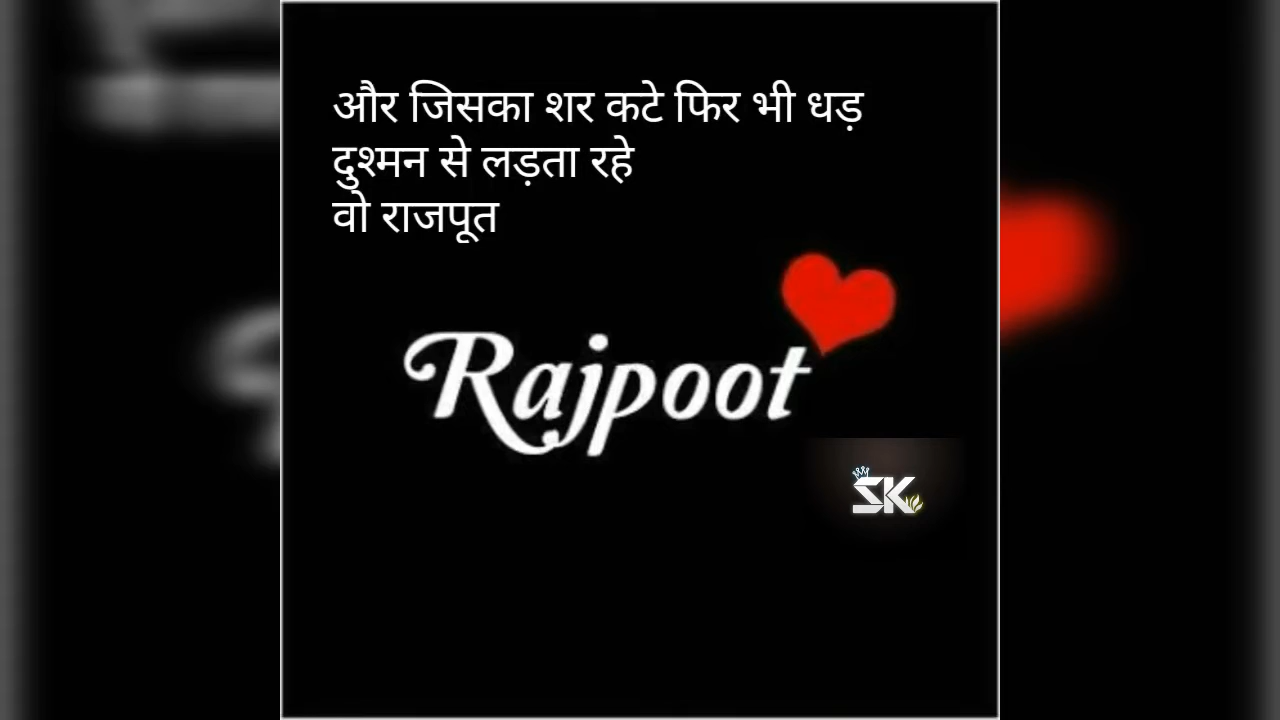 और जिसका शर कटे फिर भी धड़
दुश्मन से लड़ता रहे
वो राजपूत
Rajpoot
SK